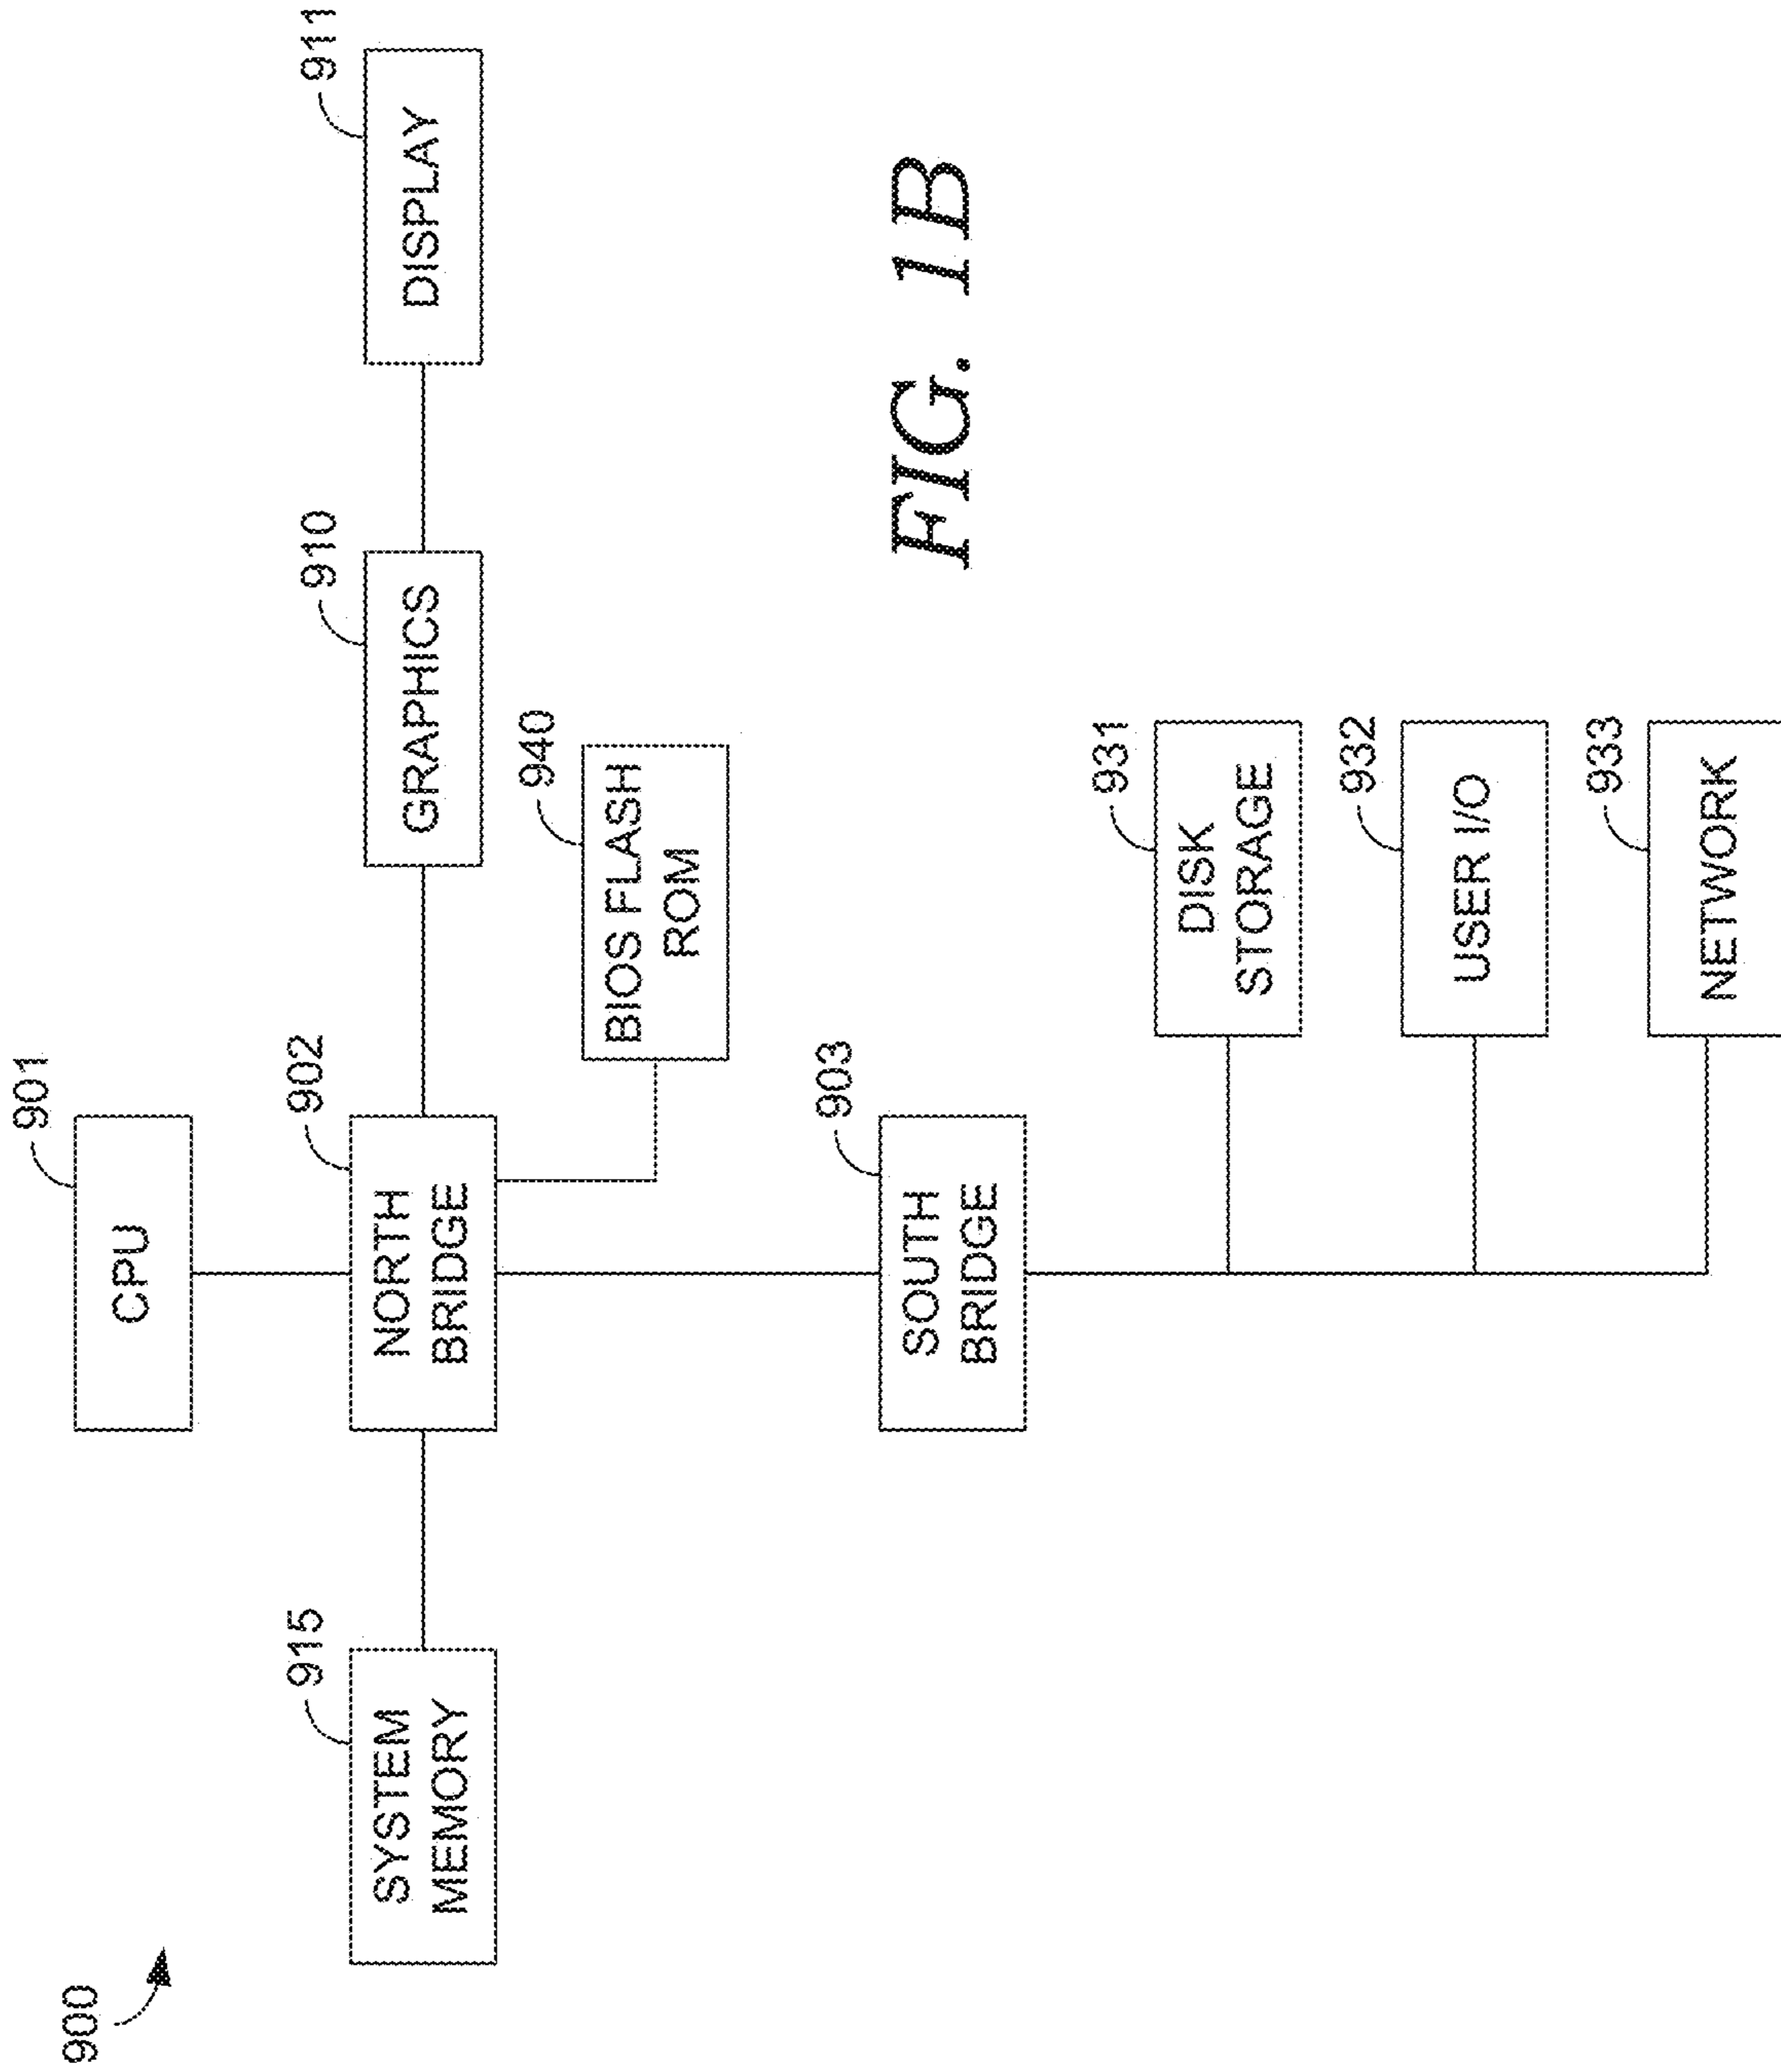 900
901
CPU
915
SYSTEM
MEMORY
902
NORTH
BRIDGE
910
GRAPHICS
911
DISPLAY
940
BIOS FLASH
ROM
903
SOUTH
BRIDGE
FIG. 1B
931
DISK
STORAGE
932
USER I/O
933
NETWORK